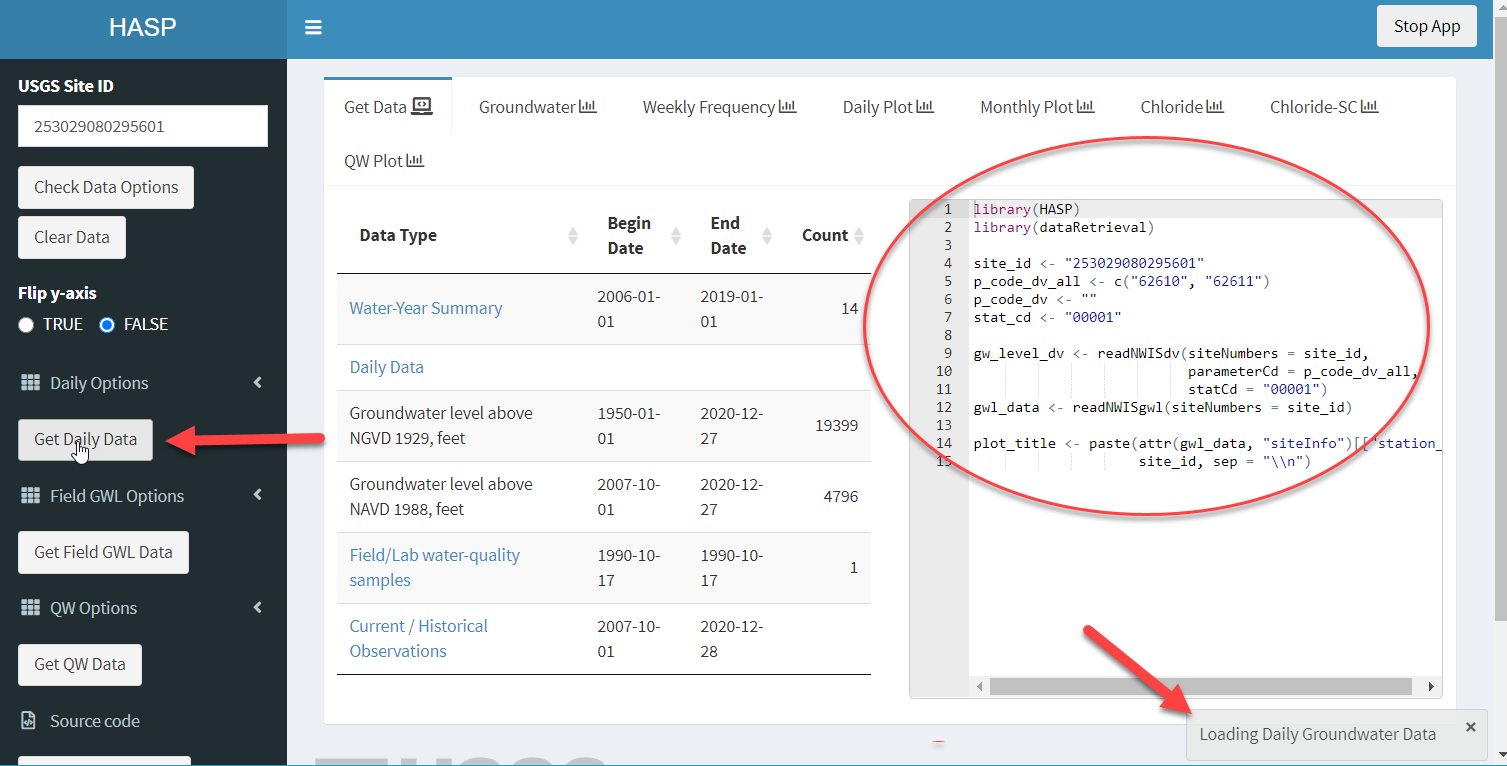 HASP
Stop App
USGS Site ID
253029080295601
Check Data Options
Clear Data
Flip y-axis
TRUE FALSE
Daily Options
Get Daily Data
Field GWL Options
Get Field GWL Data
QW Options
Get QW Data
Source code
Get Data Groundwater Weekly Frequency Daily Plot Monthly Plot Chloride Chloride-SC
QW Plot
Data Type Begin Date End Date Count
Water-Year Summary 2006-01-01 2019-01-01 14
Daily Data
Groundwater level above NGVD 1929, feet 1950-01-01 2020-12-27 19399
Groundwater level above NAVD 1988, feet 2007-10-01 2020-12-27 4796
Field/Lab water-quality samples 1990-10-17 1990-10-17 1
Current / Historical Observations 2007-10-01 2020-12-28
1 library(HASP)
2 library(dataRetrieval)
3
4 site_id <- "253029080295601"
5 p_code_dv_all <- c("62610", "62611")
6 p_code_dv <- ""
7 stat_cd <- "00001"
8
9 gw_level_dv <- readNWISdv(siteNumbers = site_id,
10 parameterCd = p_code_dv_all,
11 statCd = "00001")
12 gwl_data <- readNWISgwl(siteNumbers = site_id)
13
14 plot_title <- paste(attr(gwl_data, "siteInfo")[["station_
15 site_id, sep = "\\n")
Loading Daily Groundwater Data ×